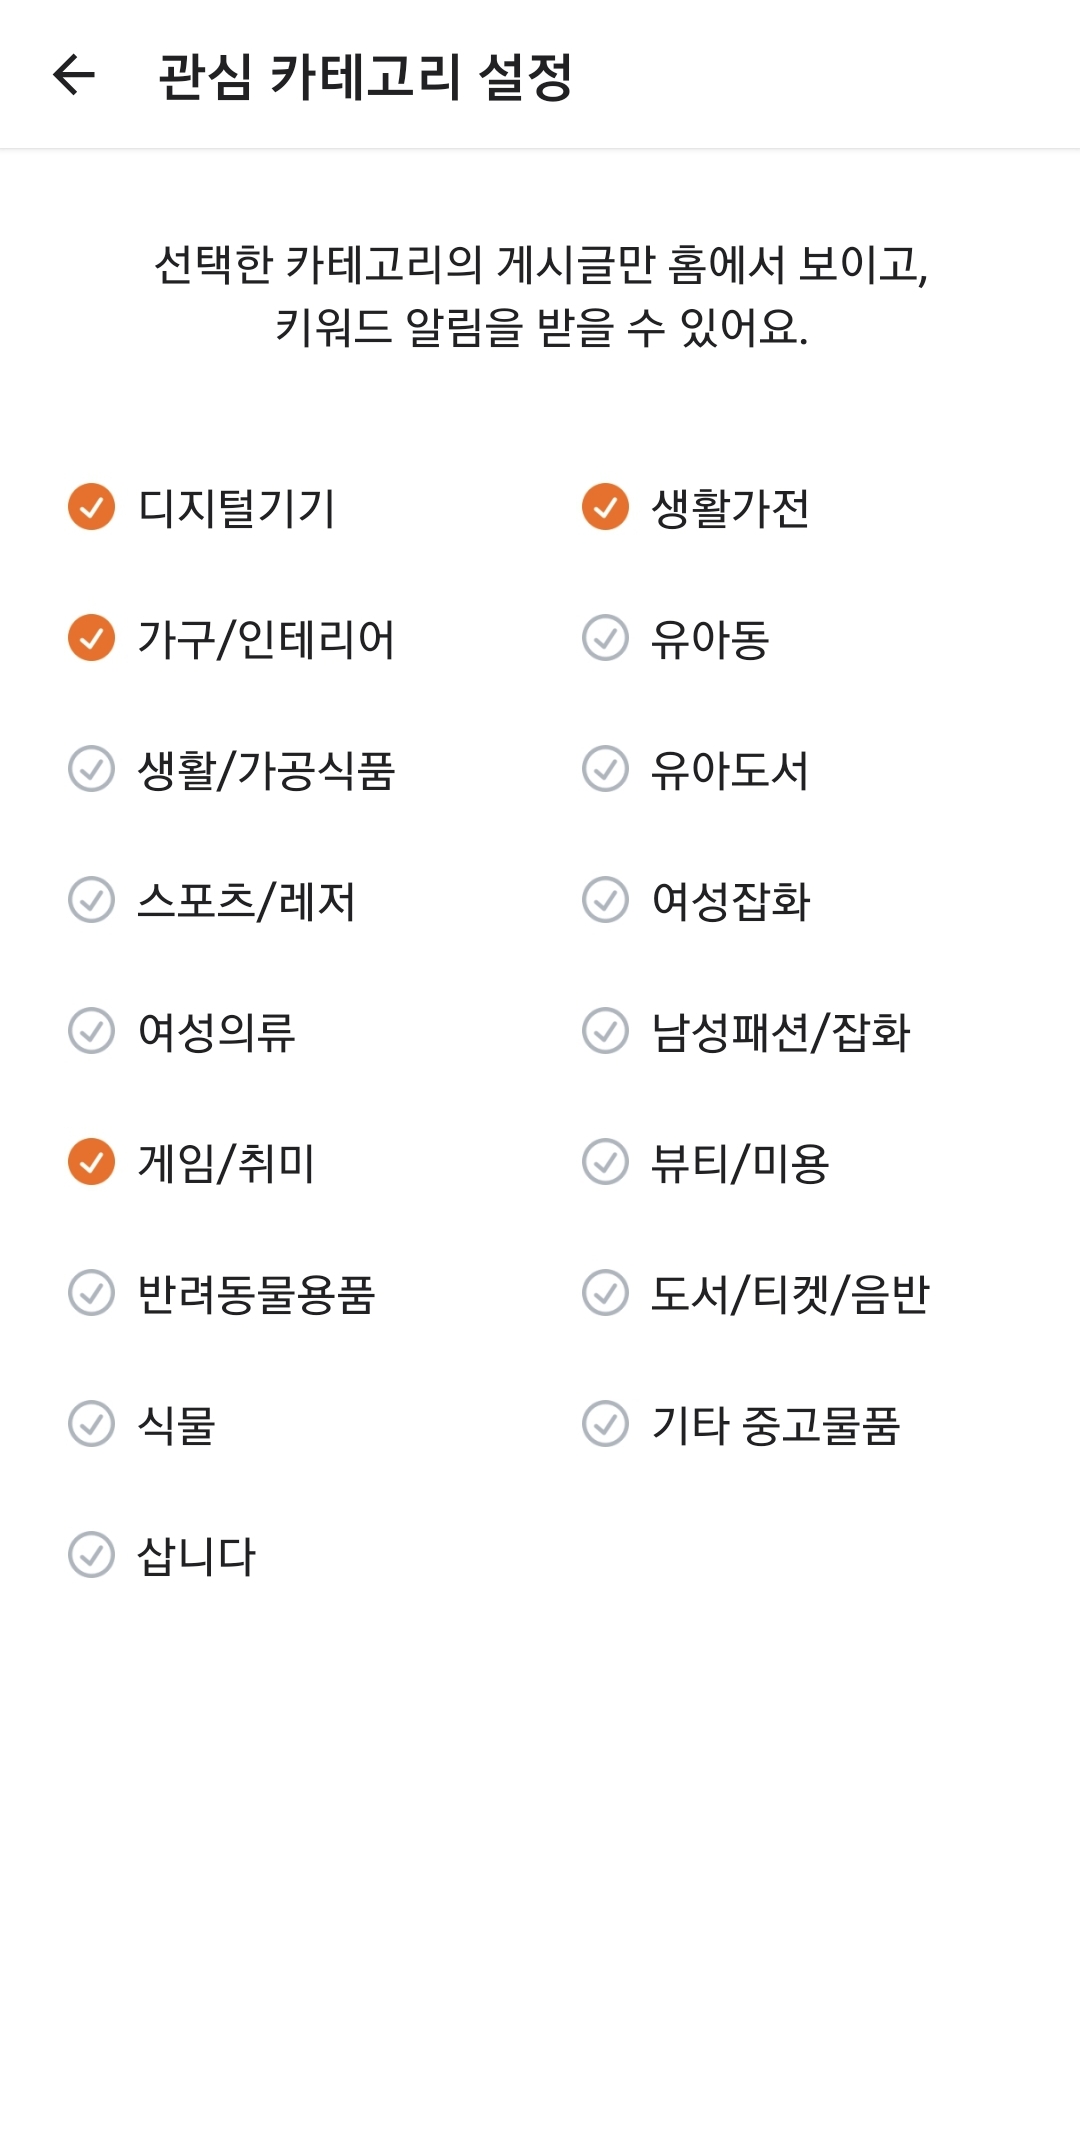 관심 카테고리 설정
선택한 카테고리의 게시글만 홈에서 보이고,
키워드 알림을 받을 수 있어요.
디지털기기
생활가전
가구/인테리어
유아동
생활/가공식품
유아도서
스포츠/레저
여성잡화
여성의류
남성패션/잡화
게임/취미
뷰티/미용
반려동물용품
도서/티켓/음반
식물
기타 중고물품
삽니다